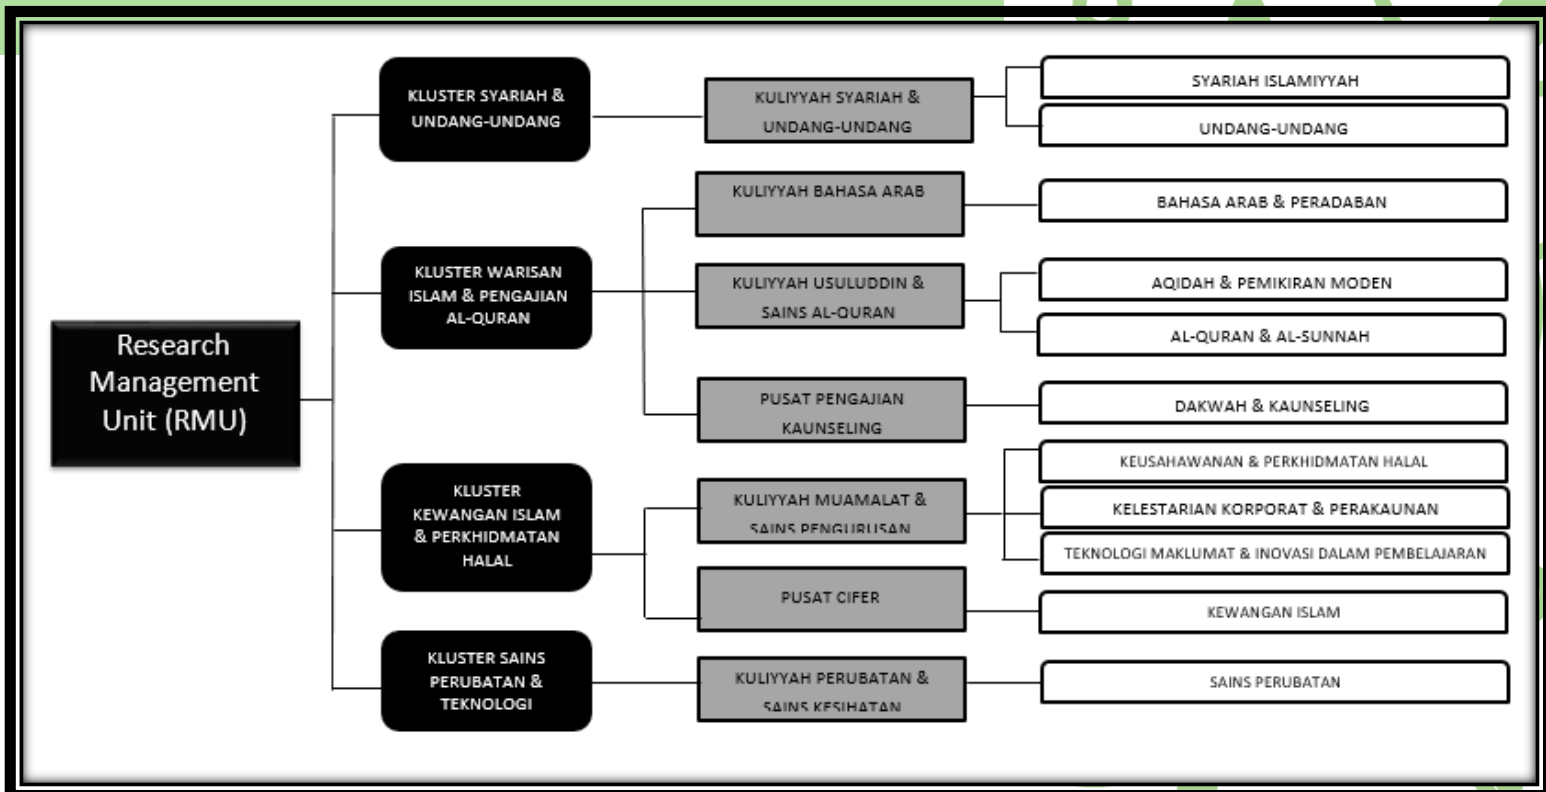 Research
Management
Unit (RMU)
KLUSTER SYARIAH &
UNDANG-UNDANG
KULIYYAH SYARIAH &
UNDANG-UNDANG
SYARIAH ISLAMIYYAH
UNDANG-UNDANG
KLUSTER WARISAN
ISLAM & PENGAJIAN
AL-QURAN
KULIYYAH BAHASA ARAB
BAHASA ARAB & PERADABAN
KULIYYAH USULUDDIN &
SAINS AL-QURAN
AQIDAH & PEMIKIRAN MODEN
AL-QURAN & AL-SUNNAH
PUSAT PENGAJIAN
KAUNSELING
DAKWAH & KAUNSELING
KLUSTER
KEWANGAN ISLAM
& PERKHIDMATAN
HALAL
KULIYYAH MUAMALAT &
SAINS PENGURUSAN
KEUSAHAWANAN & PERKHIDMATAN HALAL
KELESTARIAN KORPORAT & PERAKAUNAN
TEKNOLOGI MAKLUMAT & INOVASI DALAM PEMBELAJARAN
PUSAT CIFER
KEWANGAN ISLAM
KLUSTER SAINS
PERUBATAN &
TEKNOLOGI
KULIYYAH PERUBATAN &
SAINS KESIHATAN
SAINS PERUBATAN